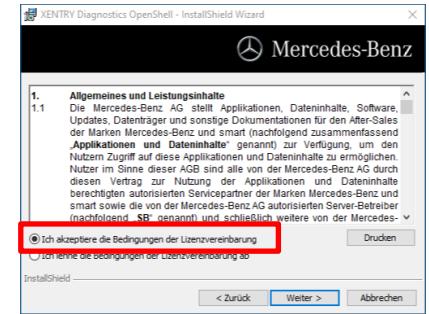 XENTRY Diagnostics OpenShell - InstallShield Wizard
Mercedes-Benz
1. Allgemeines und Leistungsinhalte
1.1 Die Mercedes-Benz AG stellt Applikationen, Dateninhalte, Software,
Updates, Datenträger und sonstige Dokumentationen für den After-Sales
der Marken Mercedes-Benz und smart (nachfolgend zusammenfassend
„Applikationen und Dateninhalte“ genannt) zur Verfügung, um den
Nutzern Zugriff auf diese Applikationen und Dateninhalte zu ermöglichen.
Nutzer im Sinne dieser AGB sind alle von der Mercedes-Benz AG durch
diesen Vertrag zur Nutzung der Applikationen und Dateninhalte
berechtigten autorisierten Servicepartner der Marken Mercedes-Benz und
smart sowie die von der Mercedes-Benz AG autorisierten Server-Betreiber
(nachfolgend „SB“ genannt) und schließlich weitere von der Mercedes-
Ich akzeptiere die Bedingungen der Lizenzvereinbarung
Drucken
Ich lehne die Bedingungen der Lizenzvereinbarung ab
InstallShield
< Zurück
Weiter >
Abbrechen